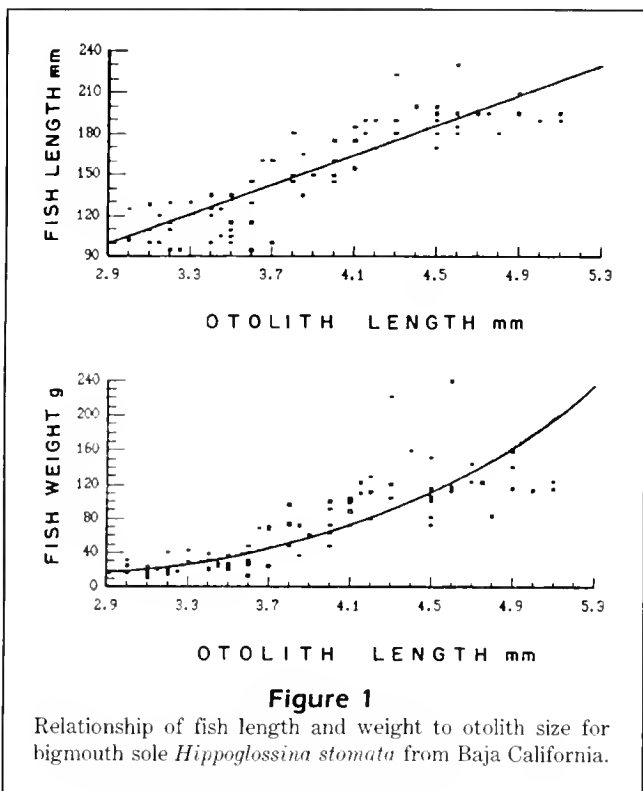 FISH LENGTH mm
240
210
180
150
120
90
2.9 3.3 3.7 4.1 4.5 4.9 5.3
OTOLITH LENGTH mm
FISH WEIGHT g
240
200
160
120
80
40
0
2.9 3.3 3.7 4.1 4.5 4.9 5.3
OTOLITH LENGTH mm
Figure 1
Relationship of fish length and weight to otolith size for
bigmouth sole Hippoglossina stomata from Baja California.